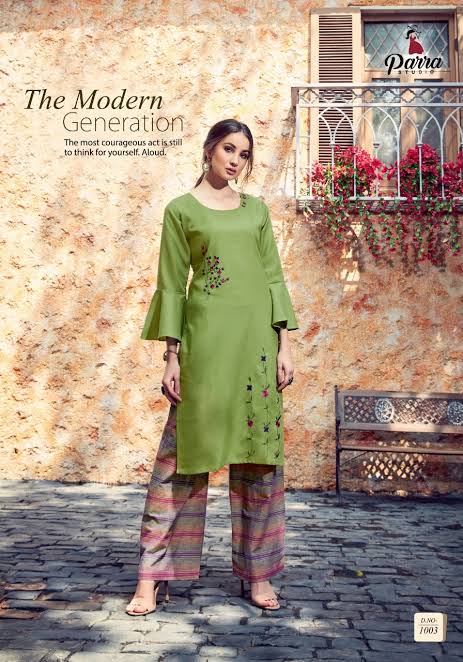 Parra
STUDIO
The Modern
Generation
The most courageous act is still
to think for yourself. Aloud.
D.NO-
1003